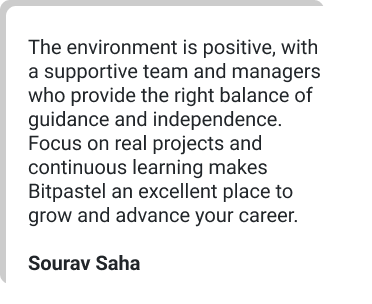 The environment is positive, with
a supportive team and managers
who provide the right balance of
guidance and independence.
Focus on real projects and
continuous learning makes
Bitpastel an excellent place to
grow and advance your career.
Sourav Saha